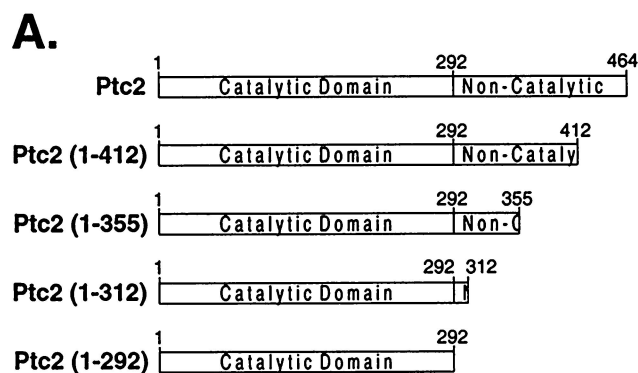 A.
1 292 464
Ptc2 Catalytic Domain Non-Catalytic
1 292 412
Ptc2 (1-412) Catalytic Domain Non-Cataly
1 292 355
Ptc2 (1-355) Catalytic Domain Non-C
1 292 312
Ptc2 (1-312) Catalytic Domain N
1 292
Ptc2 (1-292) Catalytic Domain